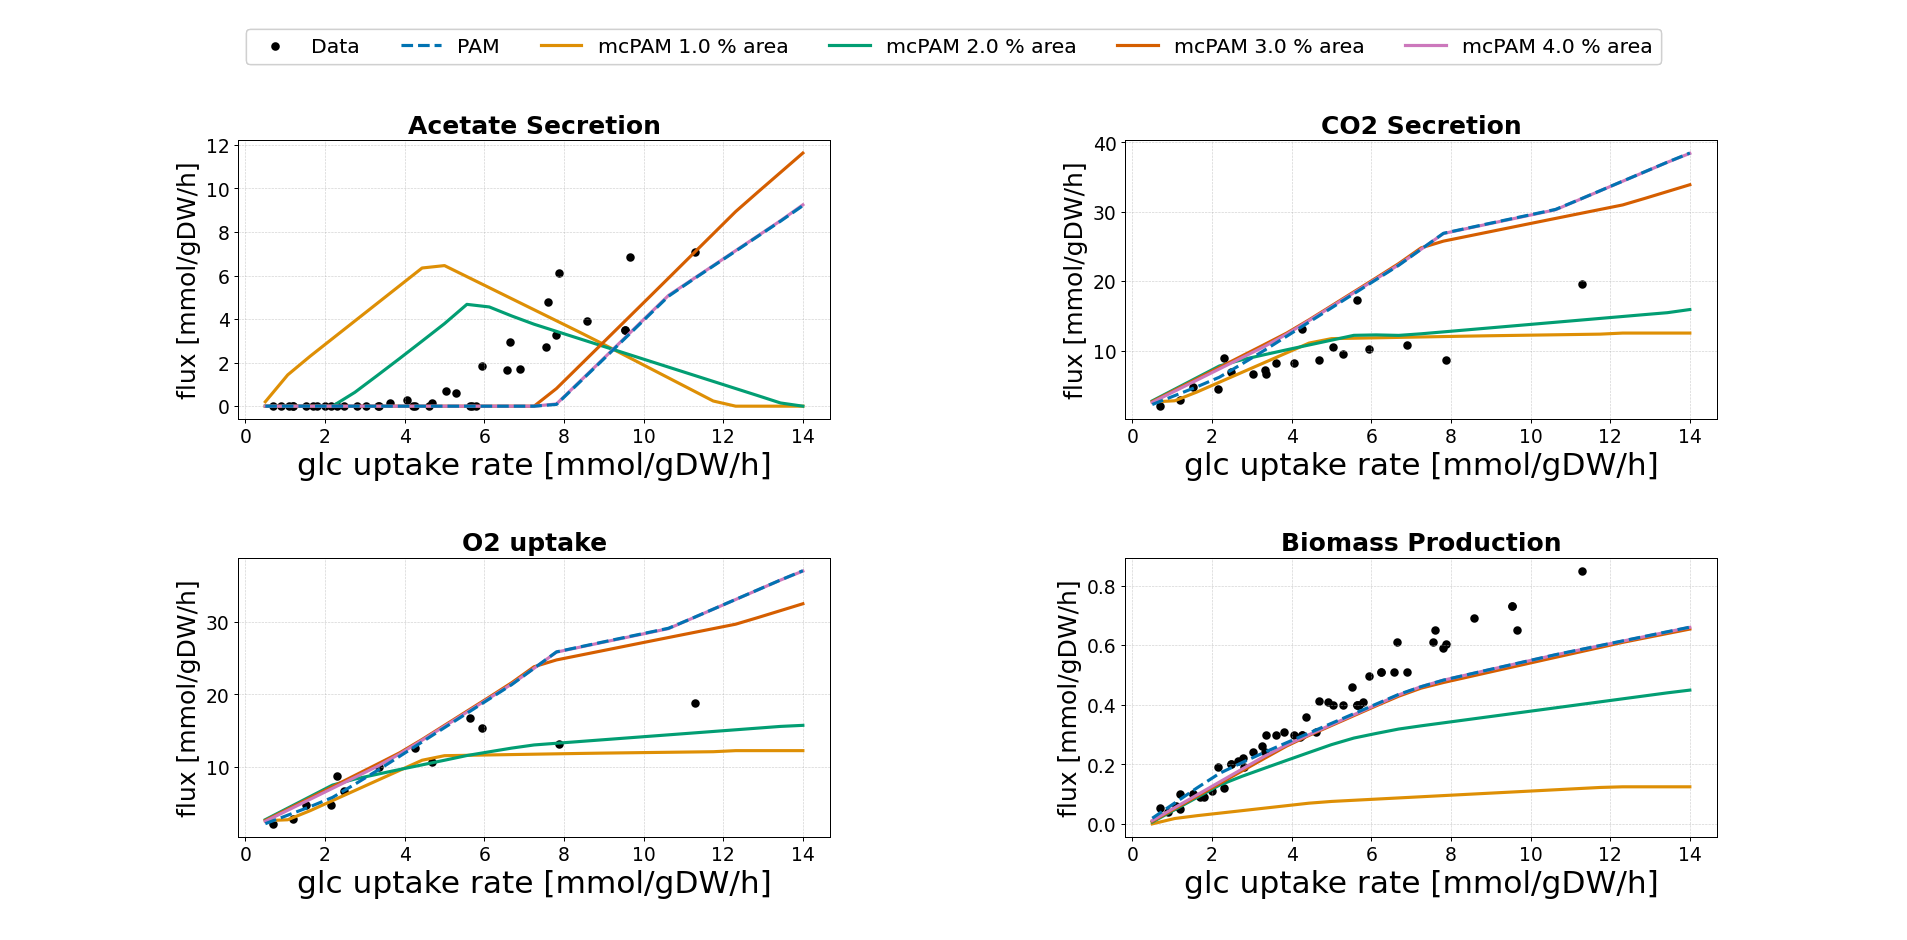 Data PAM mcPAM 1.0 % area mcPAM 2.0 % area mcPAM 3.0 % area mcPAM 4.0 % area
Acetate Secretion
flux [mmol/gDW/h]
12
10
8
6
4
2
0
0 2 4 6 8 10 12 14
glc uptake rate [mmol/gDW/h]
CO2 Secretion
flux [mmol/gDW/h]
40
30
20
10
0 2 4 6 8 10 12 14
glc uptake rate [mmol/gDW/h]
O2 uptake
flux [mmol/gDW/h]
30
20
10
0 2 4 6 8 10 12 14
glc uptake rate [mmol/gDW/h]
Biomass Production
flux [mmol/gDW/h]
0.8
0.6
0.4
0.2
0.0
0 2 4 6 8 10 12 14
glc uptake rate [mmol/gDW/h]